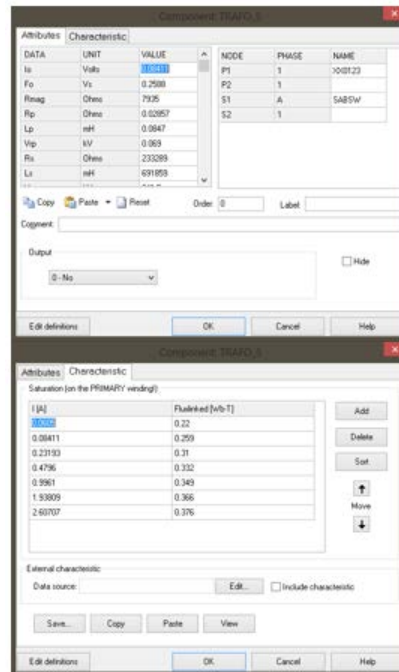 Component: TRAFO_S
Attributes Characteristic
DATA UNIT VALUE NODE PHASE NAME
Io Volts 0.08411 P1 1 XX0123
Fo Vs 0.2588 P2 1
Rmag Ohms 7935 S1 A SABSW
Rp Ohms 0.02857 S2 1
Lp mH 0.0847
Vrp kV 0.069
Rs Ohms 233289
Ls mH 691859
Copy Paste Reset Order: 0 Label:
Comment:
Output
0 - No
Hide
Edit definitions OK Cancel Help
Component: TRAFO_S
Attributes Characteristic
Saturation (on the PRIMARY winding!)
I [A] Fluxlinked [Wb-T]
0.22
0.08411 0.259
0.23193 0.31
0.4796 0.332
0.9961 0.349
1.93809 0.366
2.60707 0.376
Add
Delete
Sort
Move
External characteristic
Data source: Edit... Include characteristic
Save... Copy Paste View
Edit definitions OK Cancel Help